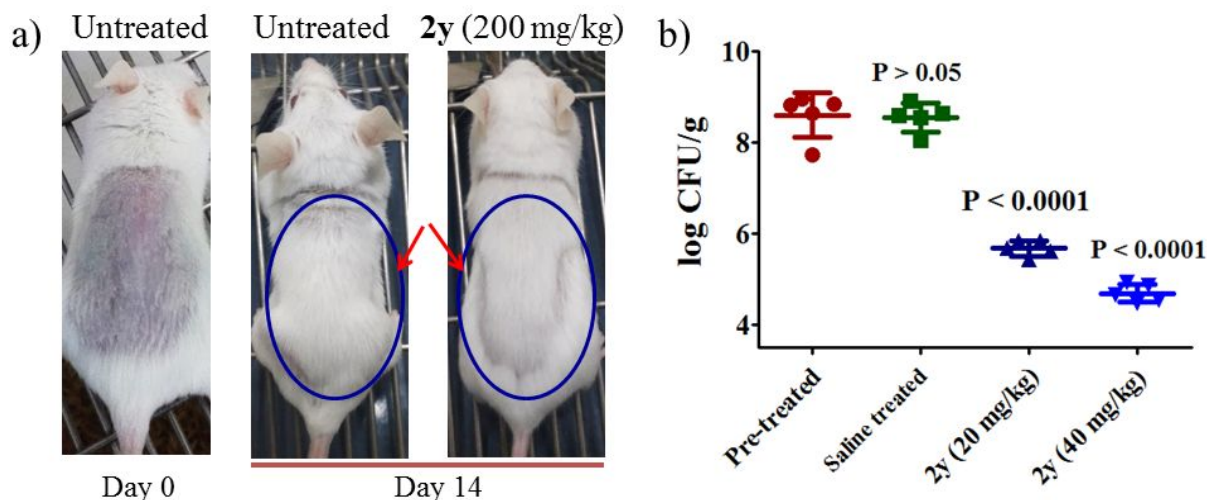 a)
Untreated
Untreated
2y (200 mg/kg)
Day 0
Day 14
b)
log CFU/g
10
8
6
4
P > 0.05
P < 0.0001
P < 0.0001
Pre-treated
Saline treated
2y (20 mg/kg)
2y (40 mg/kg)